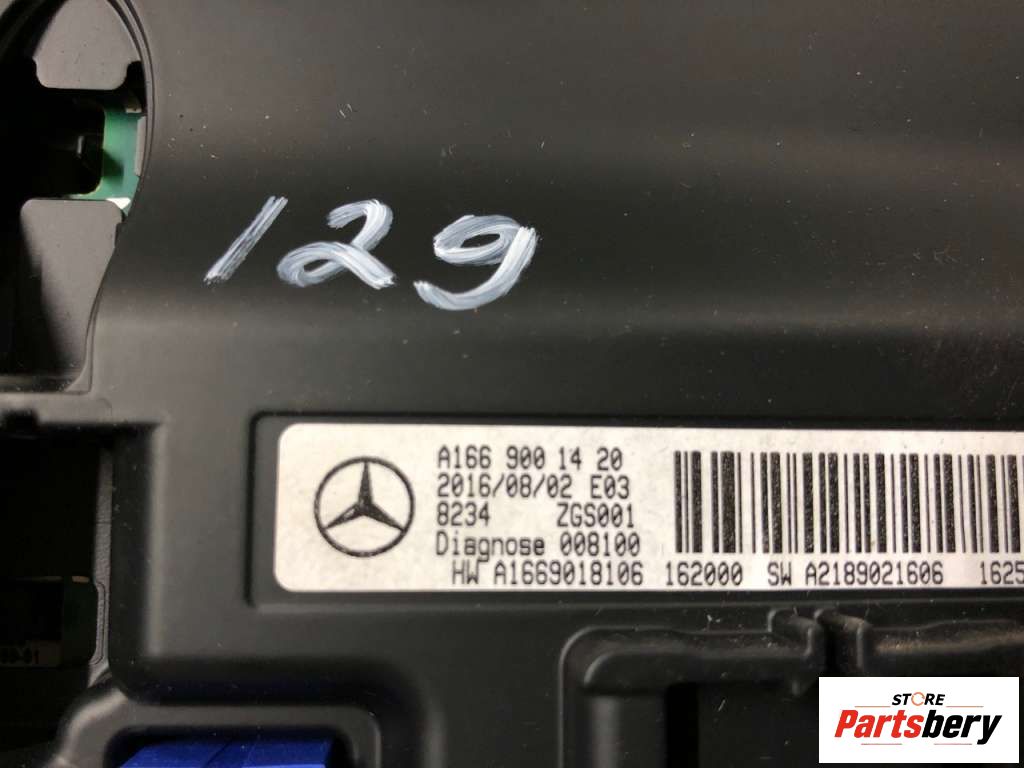 129
A166 900 14 20
2016/08/02 E03
8234 ZGS001
Diagnose 008100
HW A1669018106 162000 SW A2189021606 1625
STORE
Partsbery